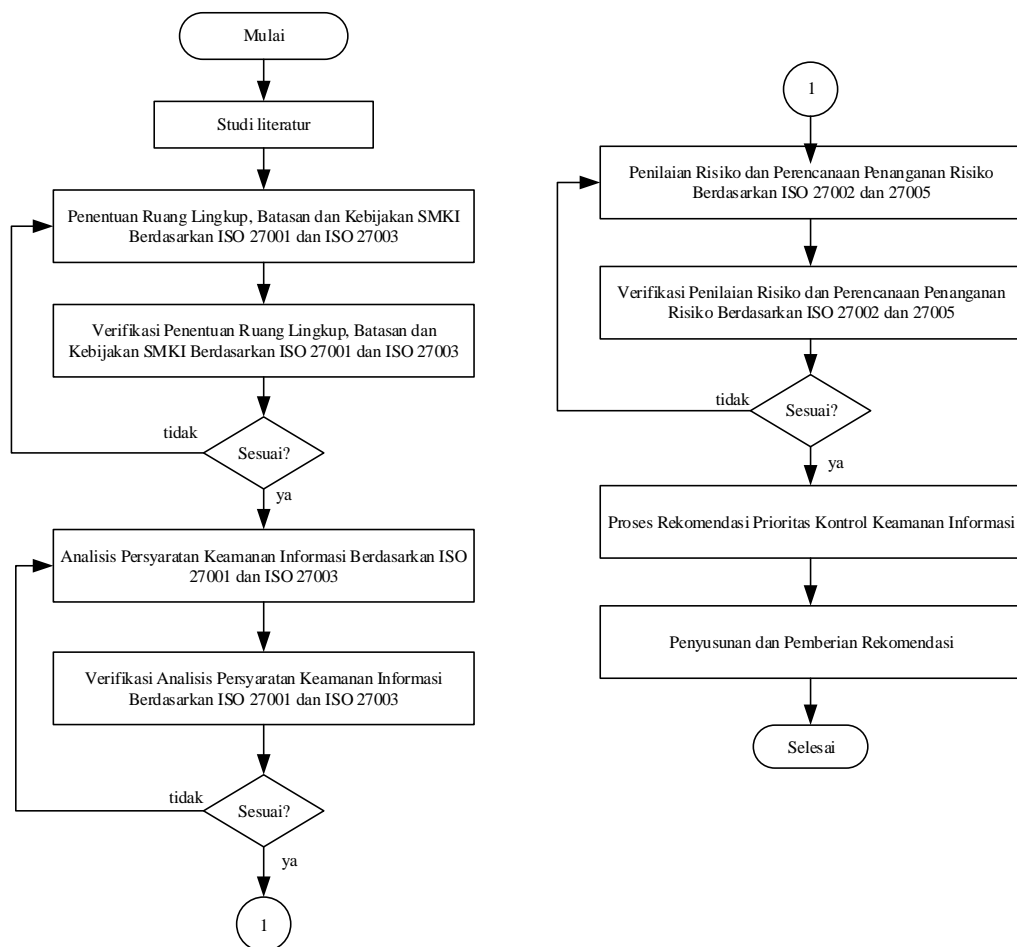 Mulai
Studi literatur
Penentuan Ruang Lingkup, Batasan dan Kebijakan SMKI
Berdasarkan ISO 27001 dan ISO 27003
Verifikasi Penentuan Ruang Lingkup, Batasan dan
Kebijakan SMKI Berdasarkan ISO 27001 dan ISO 27003
tidak
Sesuai?
ya
Analisis Persyaratan Keamanan Informasi Berdasarkan ISO
27001 dan ISO 27003
Verifikasi Analisis Persyaratan Keamanan Informasi
Berdasarkan ISO 27001 dan ISO 27003
tidak
Sesuai?
ya
1
1
Penilaian Risiko dan Perencanaan Penanganan Risiko
Berdasarkan ISO 27002 dan 27005
Verifikasi Penilaian Risiko dan Perencanaan Penanganan
Risiko Berdasarkan ISO 27002 dan 27005
tidak
Sesuai?
ya
Proses Rekomendasi Prioritas Kontrol Keamanan Informasi
Penyusunan dan Pemberian Rekomendasi
Selesai